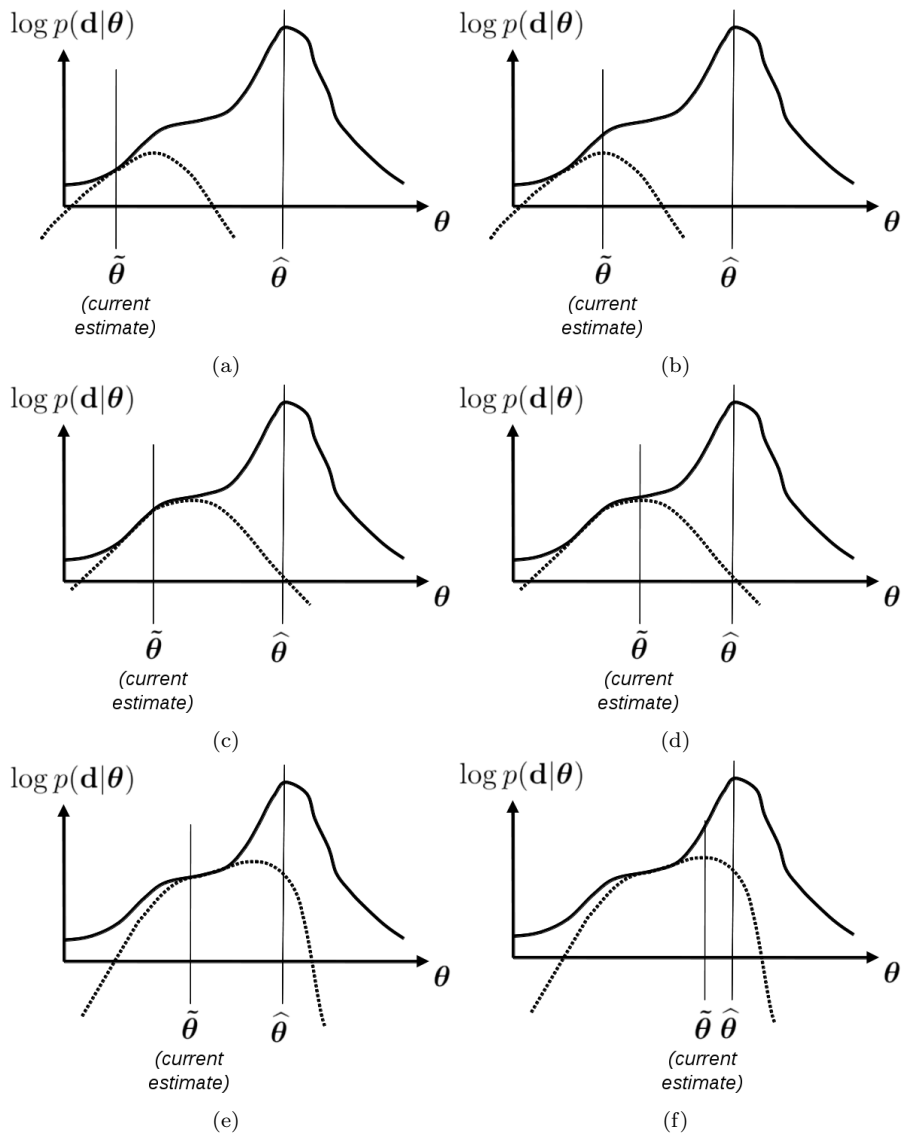 log p(d|θ)
θ
θ̃
θ̂
(current
estimate)
(a)
log p(d|θ)
θ
θ̃
θ̂
(current
estimate)
(b)
log p(d|θ)
θ
θ̃
θ̂
(current
estimate)
(c)
log p(d|θ)
θ
θ̃
θ̂
(current
estimate)
(d)
log p(d|θ)
θ
θ̃
θ̂
(current
estimate)
(e)
log p(d|θ)
θ
θ̃ θ̂
(current
estimate)
(f)